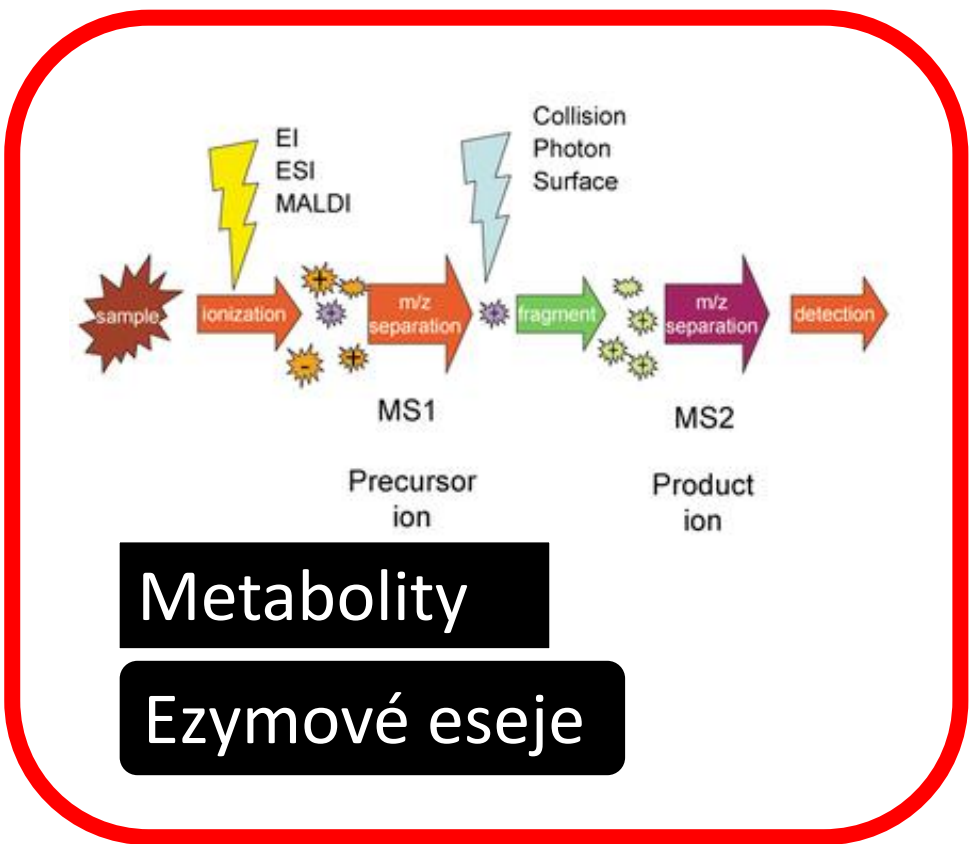 EI
ESI
MALDI
Collision
Photon
Surface
sample
ionization
+
+
-
+
m/z
separation
+
fragment
+
+
+
m/z
separation
detection
MS1
MS2
Precursor
ion
Product
ion
Metabolity
Ezymové eseje